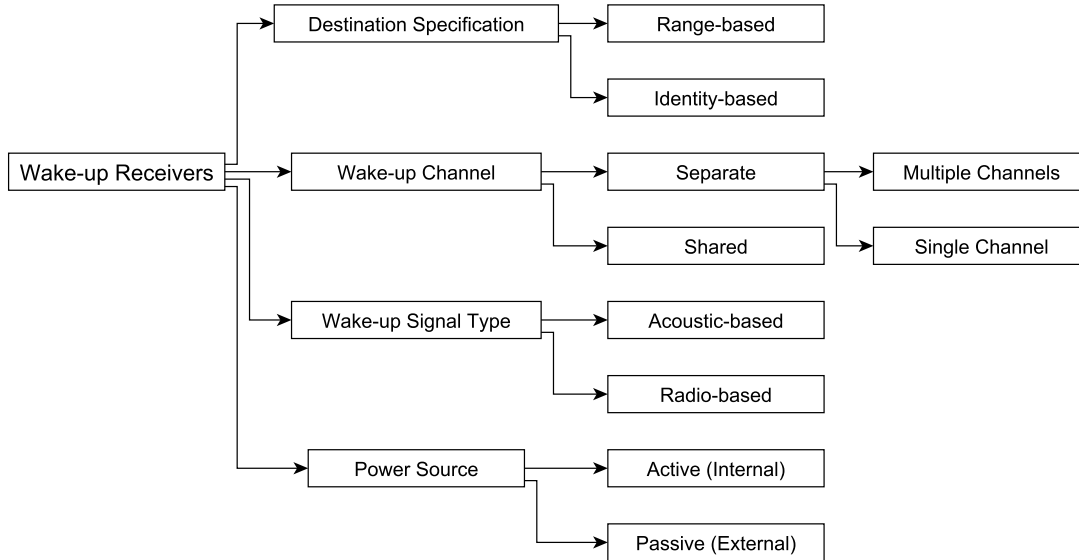 Destination Specification
Range-based
Identity-based
Wake-up Receivers
Wake-up Channel
Separate
Multiple Channels
Shared
Single Channel
Wake-up Signal Type
Acoustic-based
Radio-based
Power Source
Active (Internal)
Passive (External)